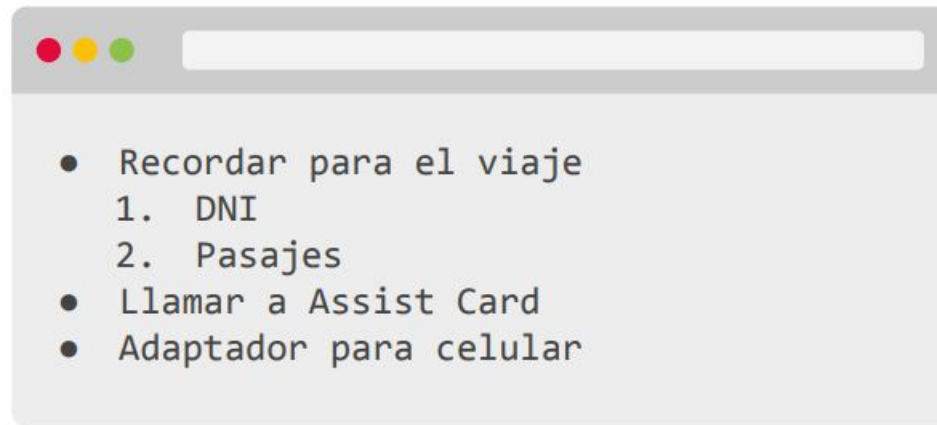 ● Recordar para el viaje
1. DNI
2. Pasajes
● Llamar a Assist Card
● Adaptador para celular